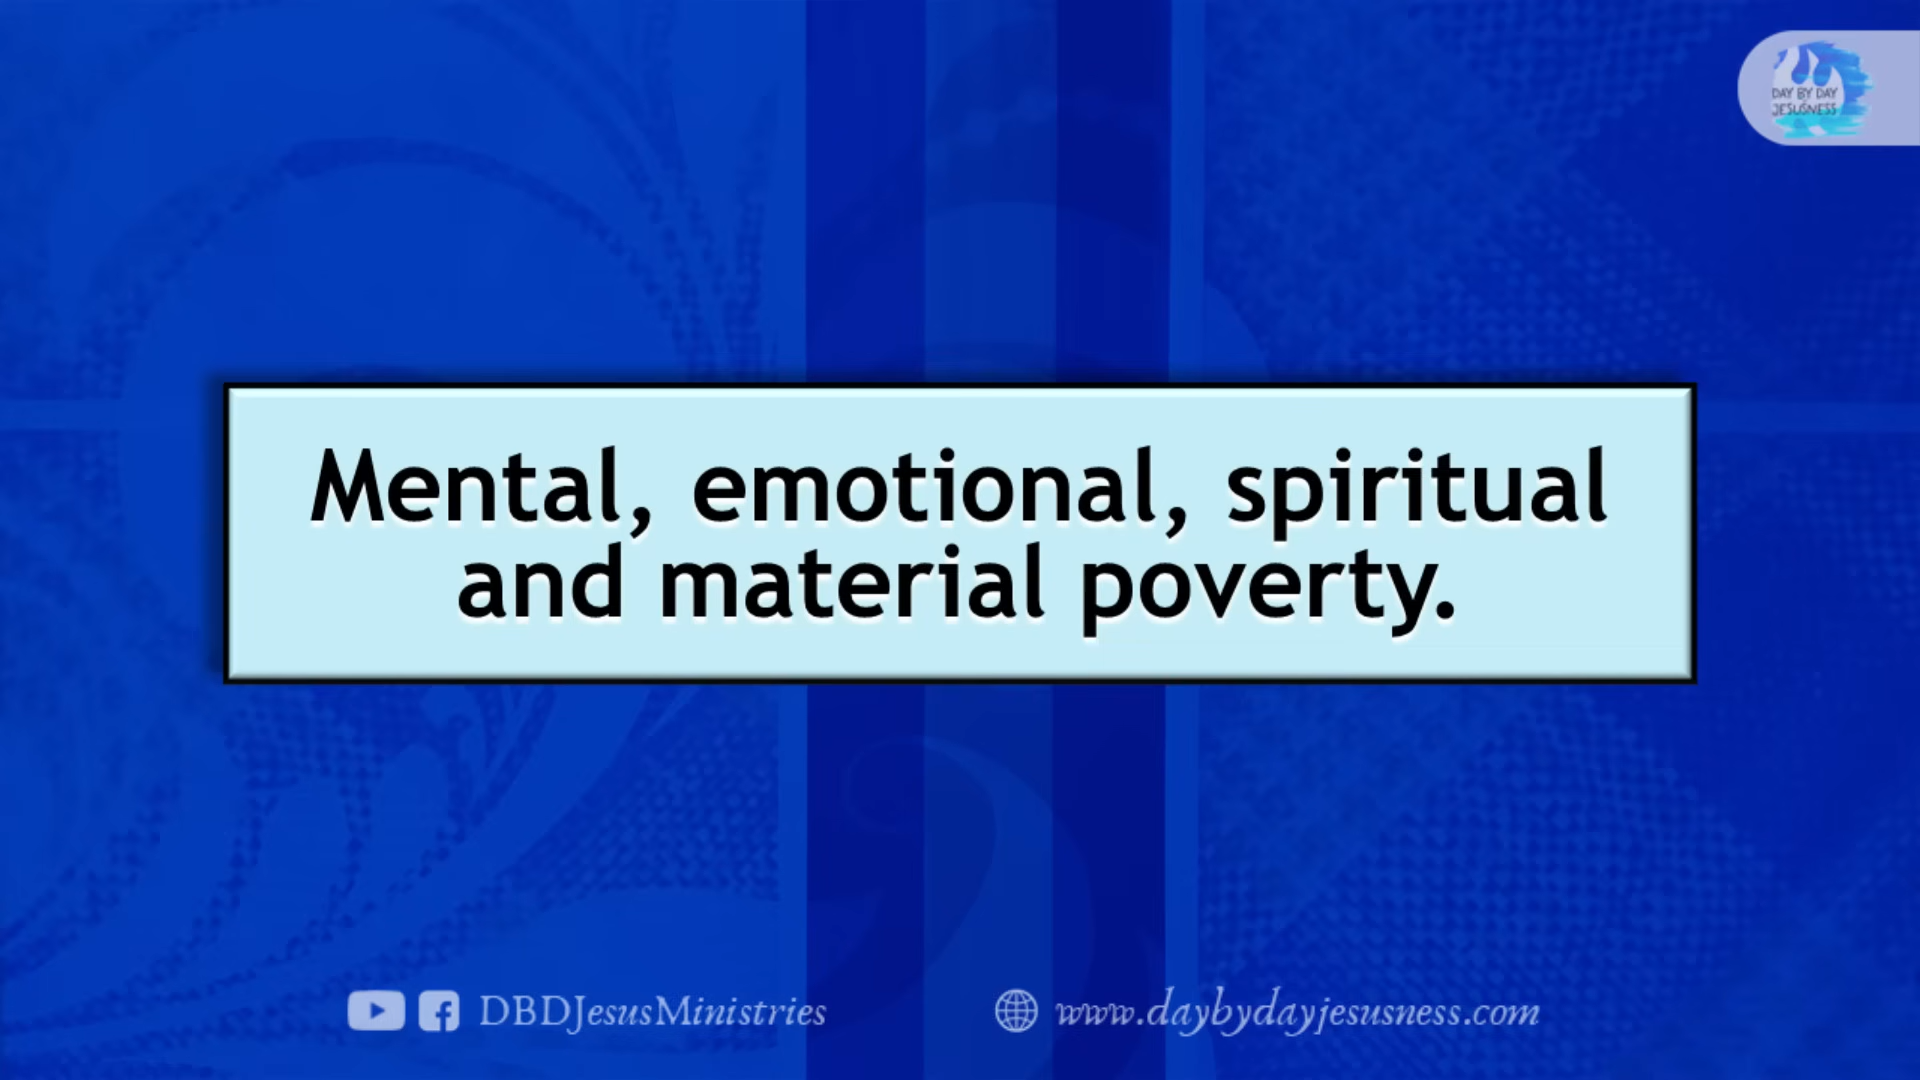 DAY BY DAY
JESUSNESS
Mental, emotional, spiritual
and material poverty.
DBDJesusMinistries
www.daybydayjesusness.com